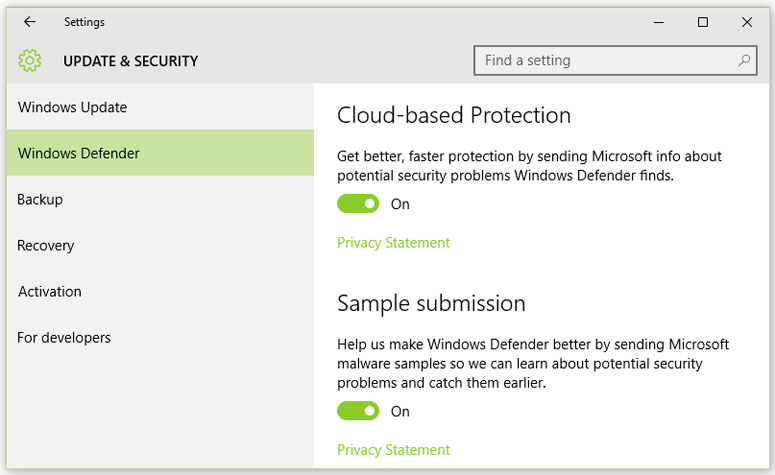 Settings
UPDATE & SECURITY
Find a setting
Windows Update
Windows Defender
Backup
Recovery
Activation
For developers
Cloud-based Protection
Get better, faster protection by sending Microsoft info about
potential security problems Windows Defender finds.
On
Privacy Statement
Sample submission
Help us make Windows Defender better by sending Microsoft
malware samples so we can learn about potential security
problems and catch them earlier.
On
Privacy Statement